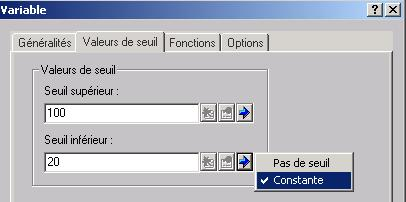 Variable
Généralités Valeurs de seuil Fonctions Options
Valeurs de seuil
Seuil supérieur :
100
Seuil inférieur :
20
Pas de seuil
Constante